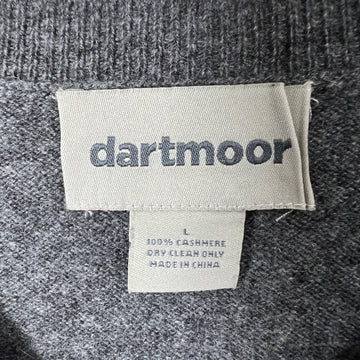 dartmoor
L
100% CASHMERE
DRY CLEAN ONLY
MADE IN CHINA